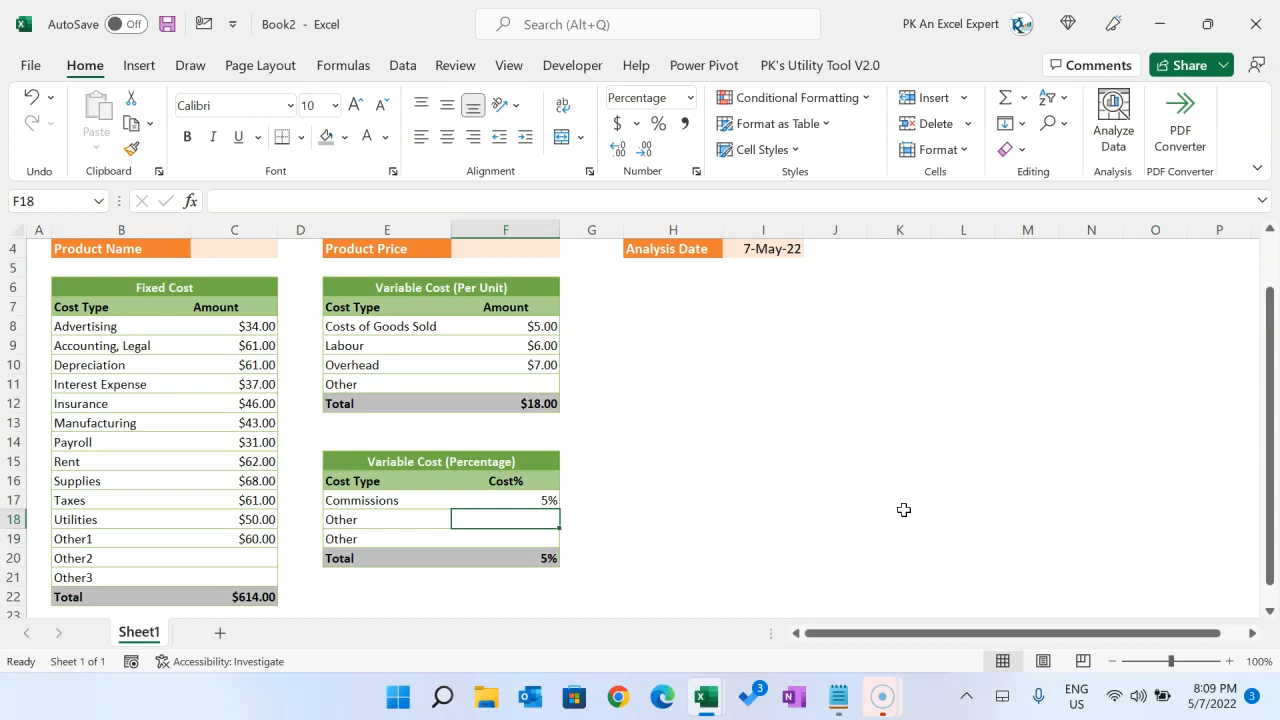 AutoSave Off Book2 - Excel Search (Alt+Q) PK An Excel Expert
File Home Insert Draw Page Layout Formulas Data Review View Developer Help Power Pivot PK's Utility Tool V2.0 Comments Share
Calibri 10 Percentage Conditional Formatting Insert
Paste Format as Table Delete Analyze Data PDF Converter
Cell Styles Format
Undo Clipboard Font Alignment Number Styles Cells Editing Analysis PDF Converter
F18 fx
A B C D E F G H I J K L M N O P
4 Product Name Product Price Analysis Date 7-May-22
5
6 Fixed Cost Variable Cost (Per Unit)
7 Cost Type Amount Cost Type Amount
8 Advertising $34.00 Costs of Goods Sold $5.00
9 Accounting, Legal $61.00 Labour $6.00
10 Depreciation $61.00 Overhead $7.00
11 Interest Expense $37.00 Other
12 Insurance $46.00 Total $18.00
13 Manufacturing $43.00
14 Payroll $31.00
15 Rent $62.00 Variable Cost (Percentage)
16 Supplies $68.00 Cost Type Cost%
17 Taxes $61.00 Commissions 5%
18 Utilities $50.00 Other
19 Other1 $60.00 Other
20 Other2 Total 5%
21 Other3
22 Total $614.00
23
Sheet1
Ready Sheet 1 of 1 Accessibility: Investigate 100%
3 ENG 8:09 PM
US 5/7/2022 3